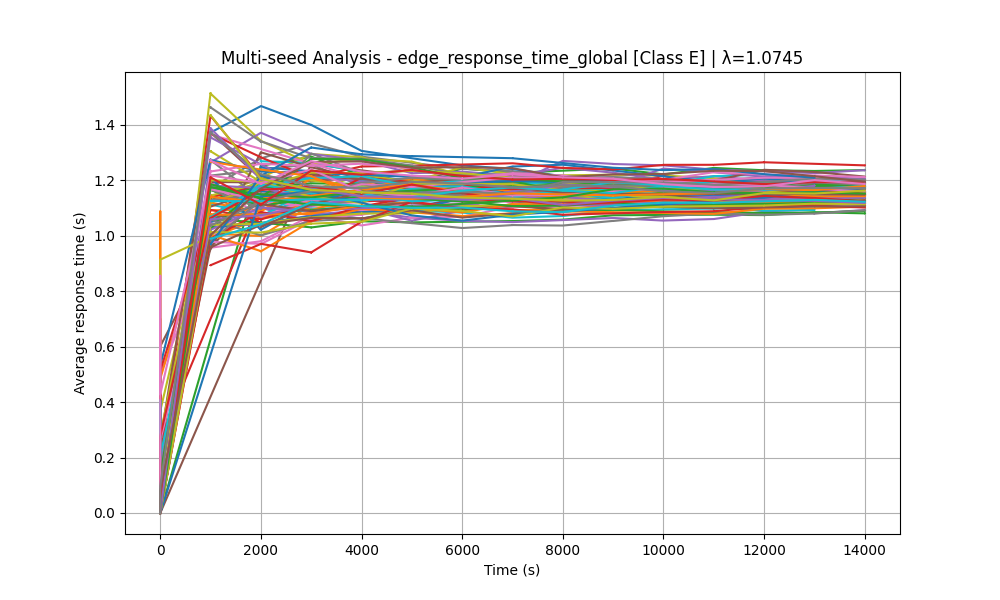 Multi-seed Analysis - edge_response_time_global [Class E] | λ=1.0745
Average response time (s)
1.4
1.2
1.0
0.8
0.6
0.4
0.2
0.0
0 2000 4000 6000 8000 10000 12000 14000
Time (s)